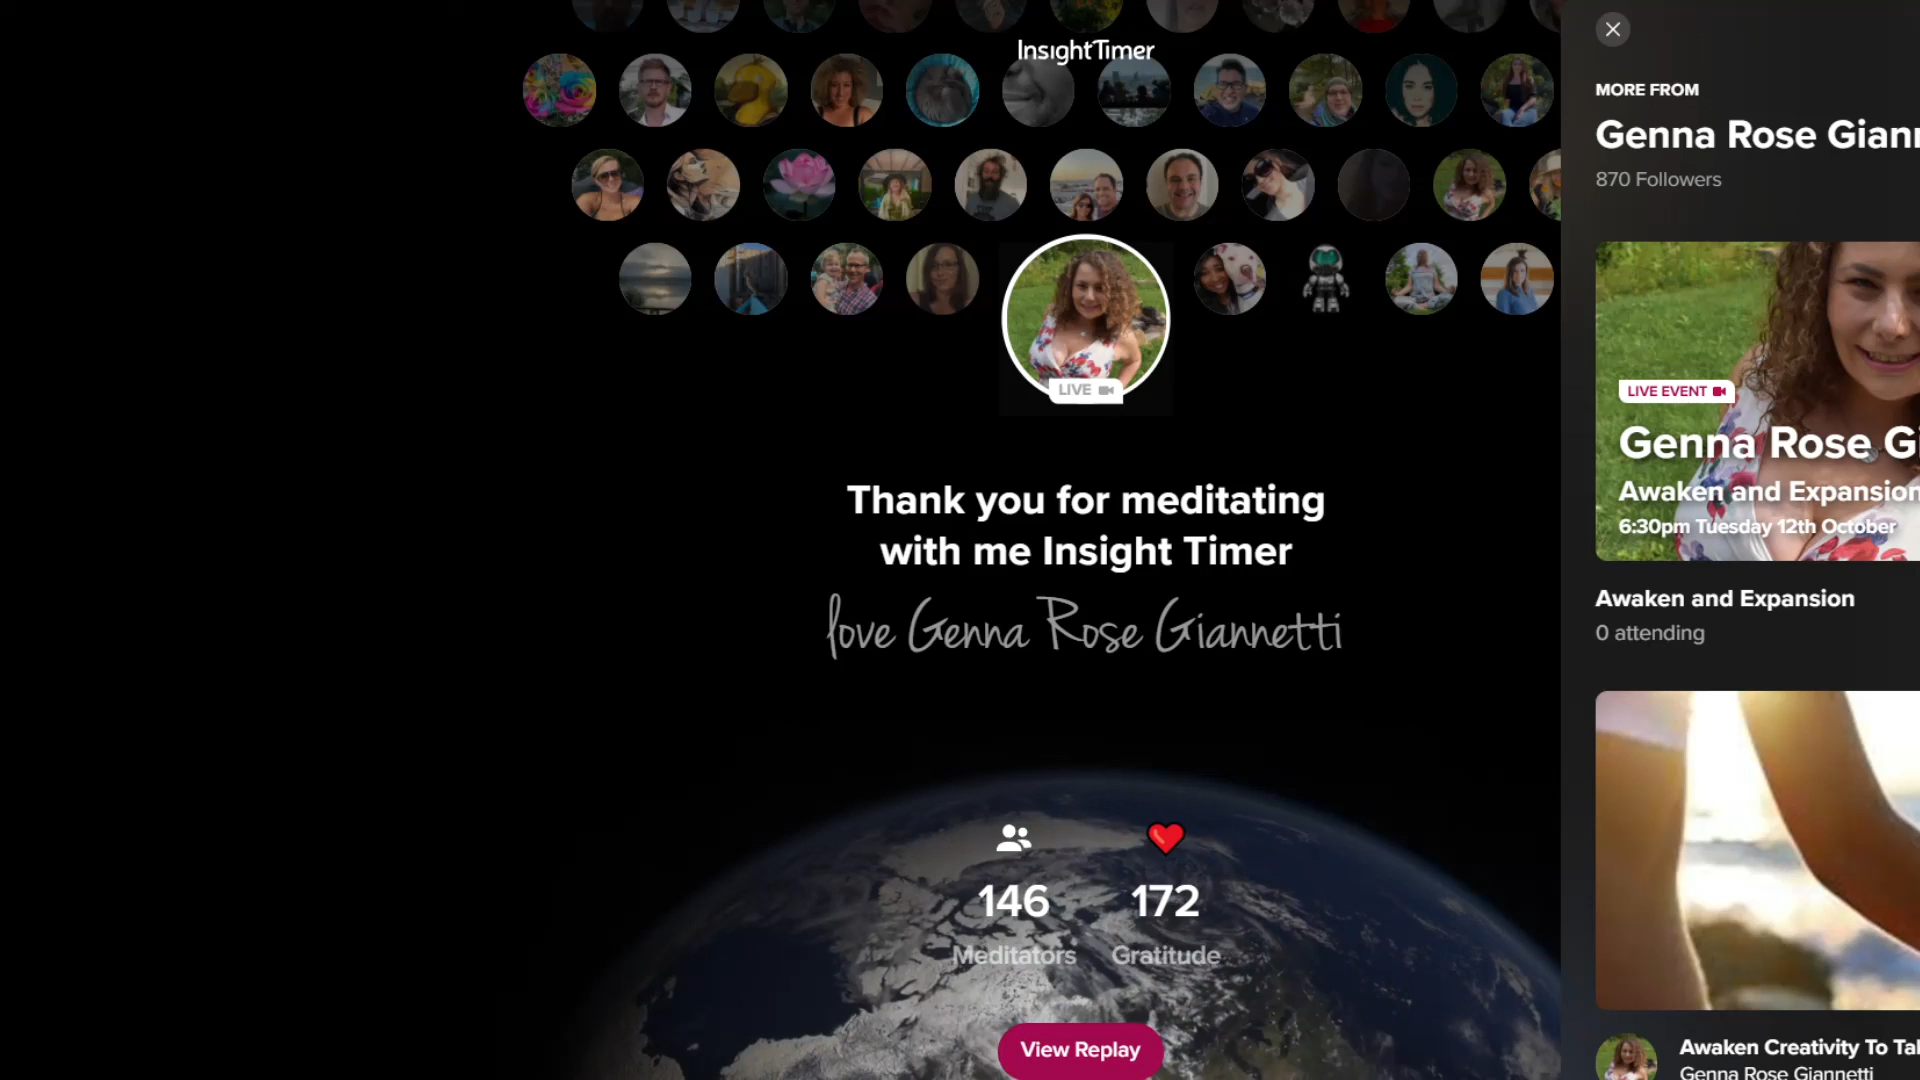 InsightTimer
LIVE
Thank you for meditating
with me Insight Timer
love Genna Rose Giannetti
146
Meditators
172
Gratitude
View Replay
MORE FROM
Genna Rose Giann
870 Followers
LIVE EVENT
Genna Rose Gi
Awaken and Expansion
6:30pm Tuesday 12th October
Awaken and Expansion
0 attending
Awaken Creativity To Tal
Genna Rose Giannetti